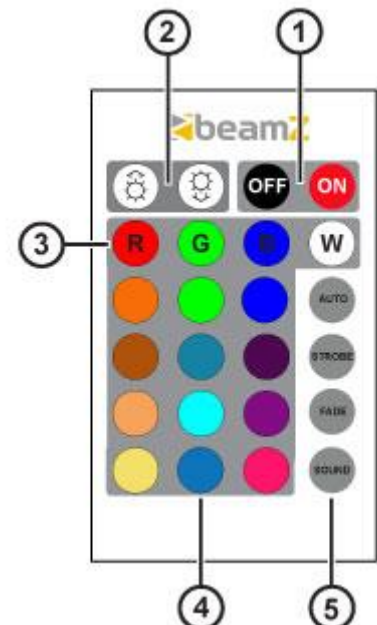 2 1
beamZ
OFF ON
3 R G B W
AUTO
STROBE
FADE
SOUND
4 5